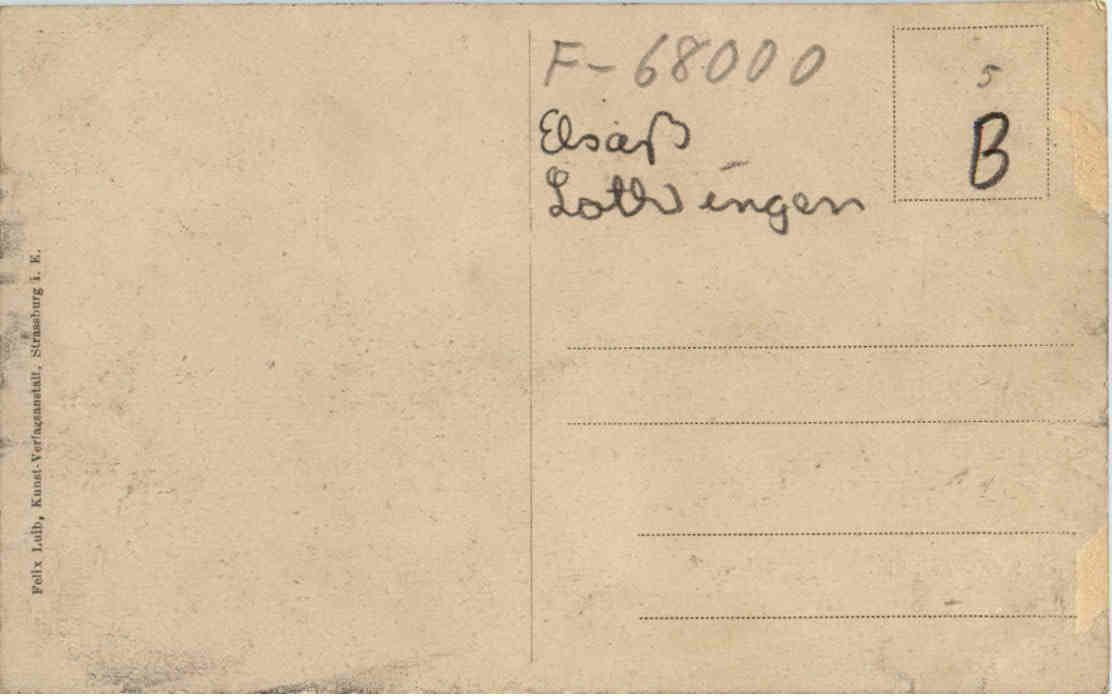 F-68000
Elsaß
Lothringen
5
B
Felix Luib, Kunst-Verlagsanstalt, Strassburg i. E.